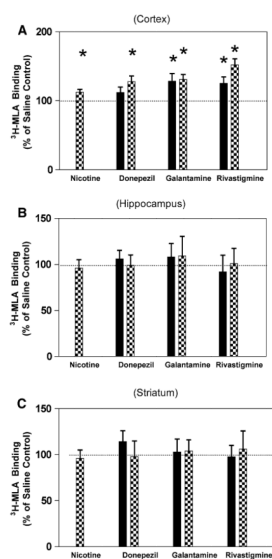 (Cortex)
A
200
* * * * * *
100
0
³H-MLA Binding
(% of Saline Control)
Nicotine Donepezil Galantamine Rivastigmine
(Hippocampus)
B
150
100
50
0
³H-MLA Binding
(% of Saline Control)
Nicotine Donepezil Galantamine Rivastigmine
(Striatum)
C
150
100
50
0
³H-MLA Binding
(% of Saline Control)
Nicotine Donepezil Galantamine Rivastigmine